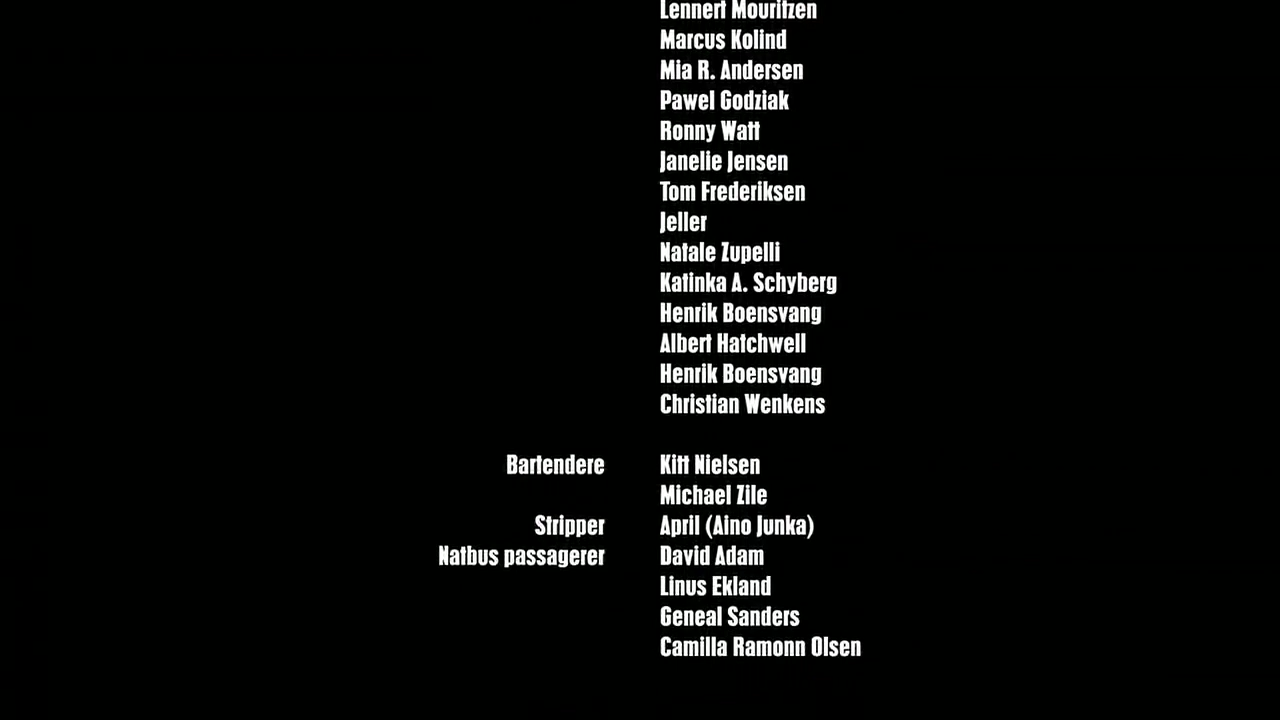 Lennert Mouritzen
Marcus Kolind
Mia R. Andersen
Pawel Godziak
Ronny Watt
Janelie Jensen
Tom Frederiksen
Jeller
Natale Zupelli
Katinka A. Schyberg
Henrik Boensvang
Albert Hatchwell
Henrik Boensvang
Christian Wenkens
Bartendere Kitt Nielsen
Michael Zile
Stripper April (Aino Junka)
Natbus passagerer David Adam
Linus Ekland
Geneal Sanders
Camilla Ramonn Olsen